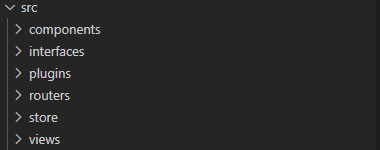 src
components
interfaces
plugins
routers
store
views